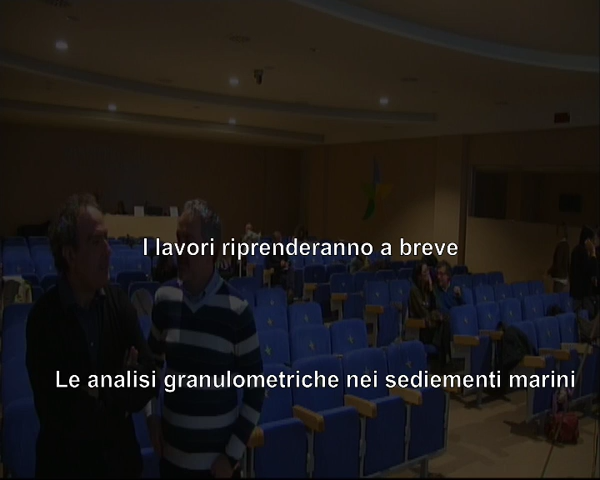 I lavori riprenderanno a breve
Le analisi granulometriche nei sediementi marini